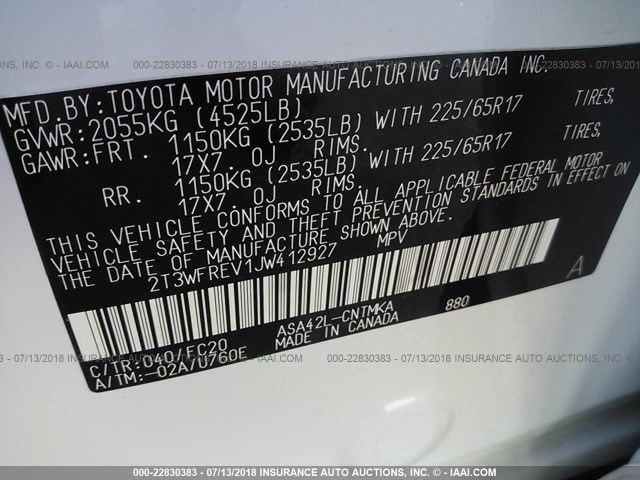 000-22830383 - 07/13/2018 INSURANCE AUTO AUCTIONS INC. © - IAAI.COM
MFD.BY:TOYOTA MOTOR MANUFACTURING CANADA INC.
GVWR:2055KG (4525LB)
GAWR:FRT. 1150KG (2535LB) WITH 225/65R17 TIRES,
17X7.0J RIMS.
RR. 1150KG (2535LB) WITH 225/65R17 TIRES,
17X7.0J RIMS.
THIS VEHICLE CONFORMS TO ALL APPLICABLE FEDERAL MOTOR
VEHICLE SAFETY AND THEFT PREVENTION STANDARDS IN EFFECT ON
THE DATE OF MANUFACTURE SHOWN ABOVE.
2T3WFREV1JW412927 MPV
A
C/TR:040/FC20 ASA42L-CNTMKA 880
A/TM:-02A/U760E MADE IN CANADA
000-22830383 - 07/13/2018 INSURANCE AUTO AUCTIONS INC. © - IAAI.COM